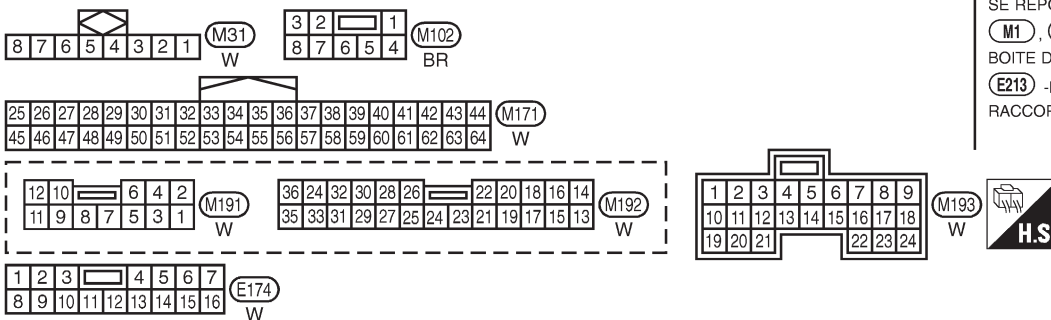 8 7 6 5 4 3 2 1
M31
W
3 2 1
8 7 6 5 4
M102
BR
25 26 27 28 29 30 31 32 33 34 35 36 37 38 39 40 41 42 43 44
45 46 47 48 49 50 51 52 53 54 55 56 57 58 59 60 61 62 63 64
M171
W
12 10 6 4 2
11 9 8 7 5 3 1
M191
W
36 24 32 30 28 26 22 20 18 16 14
35 33 31 29 27 25 24 23 21 19 17 15 13
M192
W
1 2 3 4 5 6 7 8 9
10 11 12 13 14 15 16 17 18
19 20 21 22 23 24
M193
W
1 2 3 4 5 6 7
8 9 10 11 12 13 14 15 16
E174
W
M1 ,
BOITE D
E213 -
H.S